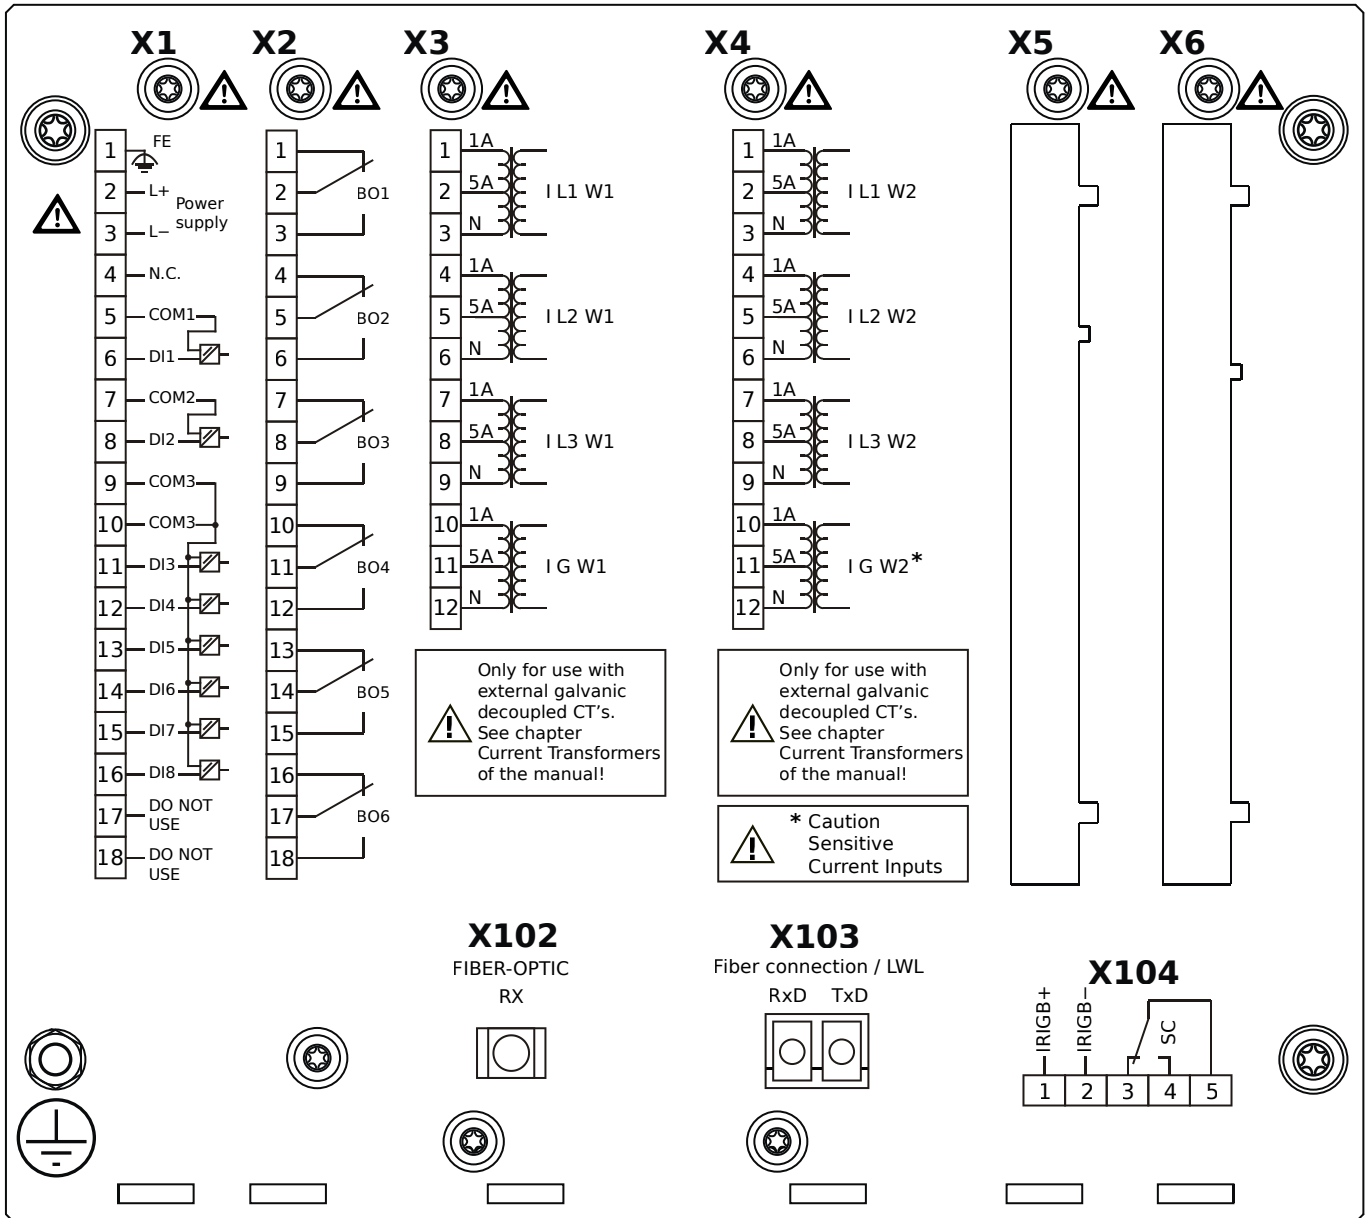 X1 X2 X3 X4 X5 X6
1 FE
2 L+ Power supply
3 L−
4 N.C.
5 COM1
6 DI1
7 COM2
8 DI2
9 COM3
10 COM3
11 DI3
12 DI4
13 DI5
14 DI6
15 DI7
16 DI8
17 DO NOT
USE
18 DO NOT
USE
1
2 BO1
3
4
5 BO2
6
7
8 BO3
9
10
11 BO4
12
13
14 BO5
15
16
17 BO6
18
1 1A
2 5A I L1 W1
3 N
4 1A
5 5A I L2 W1
6 N
7 1A
8 5A I L3 W1
9 N
10 1A
11 5A I G W1
12 N
Only for use with
external galvanic
decoupled CT's.
See chapter
Current Transformers
of the manual!
1 1A
2 5A I L1 W2
3 N
4 1A
5 5A I L2 W2
6 N
7 1A
8 5A I L3 W2
9 N
10 1A
11 5A I G W2*
12 N
Only for use with
external galvanic
decoupled CT's.
See chapter
Current Transformers
of the manual!
* Caution
Sensitive
Current Inputs
X102
FIBER-OPTIC
RX
X103
Fiber connection / LWL
RxD TxD
X104
IRIGB+ IRIGB− SC
1 2 3 4 5